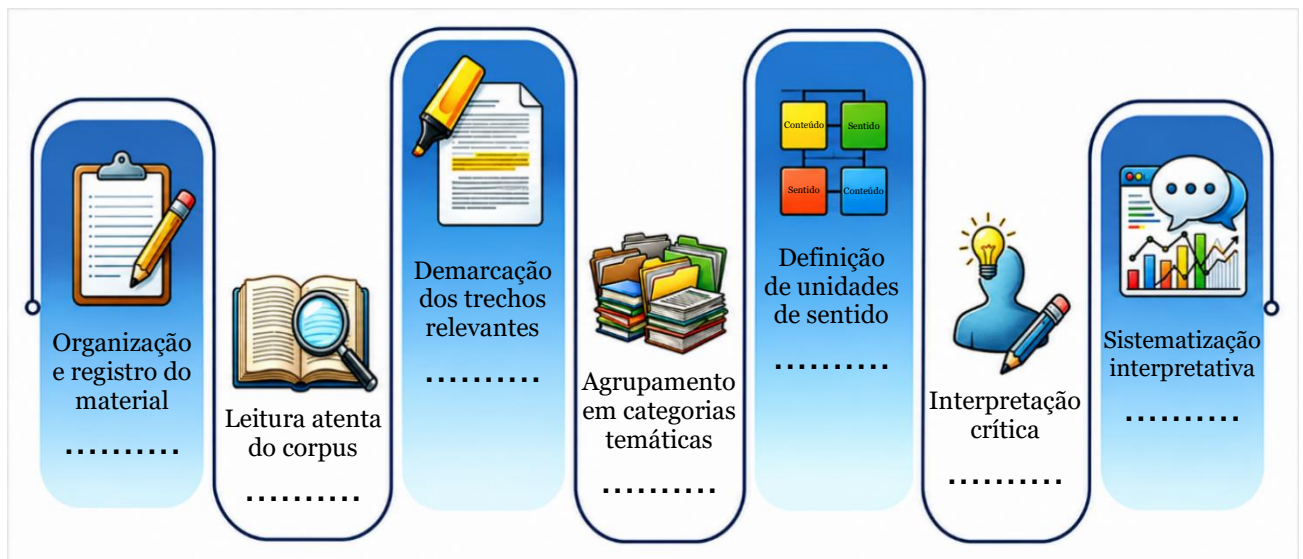 Organização
e registro do
material
..........
Leitura atenta
do corpus
..........
Demarcação
dos trechos
relevantes
..........
Agrupamento
em categorias
temáticas
..........
Conteúdo
Sentido
Sentido
Conteúdo
Definição
de unidades
de sentido
..........
Interpretação
crítica
..........
Sistematização
interpretativa
..........